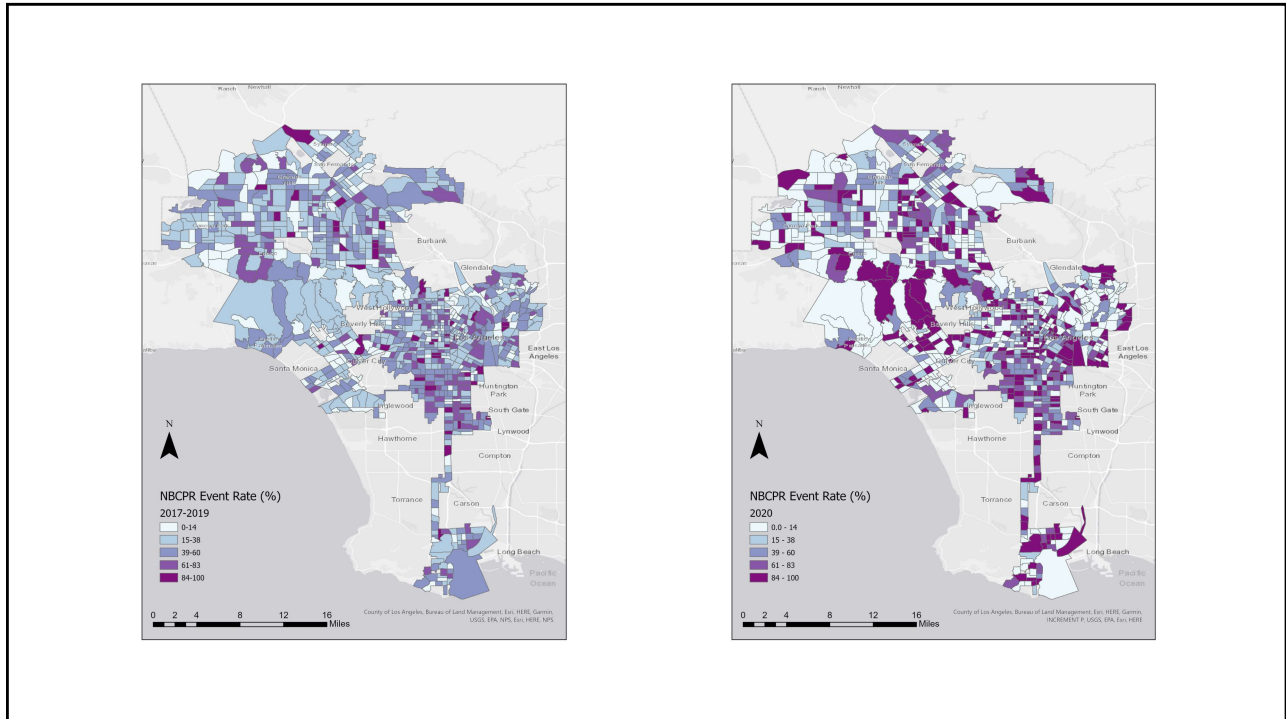 Newhall
Ranch
San Fernando
Burbank
Glendale
West Hollywood
Beverly Hills
Los Angeles
East Los
Angeles
Culver City
Santa Monica
Huntington
Park
Inglewood
South Gate
Lynwood
Hawthorne
Compton
N
Torrance
Carson
NBCPR Event Rate (%)
2017-2019
0-14
15-38
39-60
61-83
84-100
Long Beach
Pacific
Ocean
0 2 4 8 12 16
Miles
County of Los Angeles, Bureau of Land Management, Esri, HERE, Garmin,
USGS, EPA, NPS, Esri, HERE, NPS
Newhall
Ranch
San Fernando
Burbank
Glendale
West Hollywood
Beverly Hills
Los Angeles
East Los
Angeles
Culver City
Santa Monica
Huntington
Park
Inglewood
South Gate
Lynwood
Hawthorne
Compton
N
Torrance
Carson
NBCPR Event Rate (%)
2020
0.0 - 14
15 - 38
39 - 60
61 - 83
84 - 100
Long Beach
Pacific
Ocean
0 2 4 8 12 16
Miles
County of Los Angeles, Bureau of Land Management, Esri, HERE, Garmin,
INCREMENT P, USGS, EPA, Esri, HERE